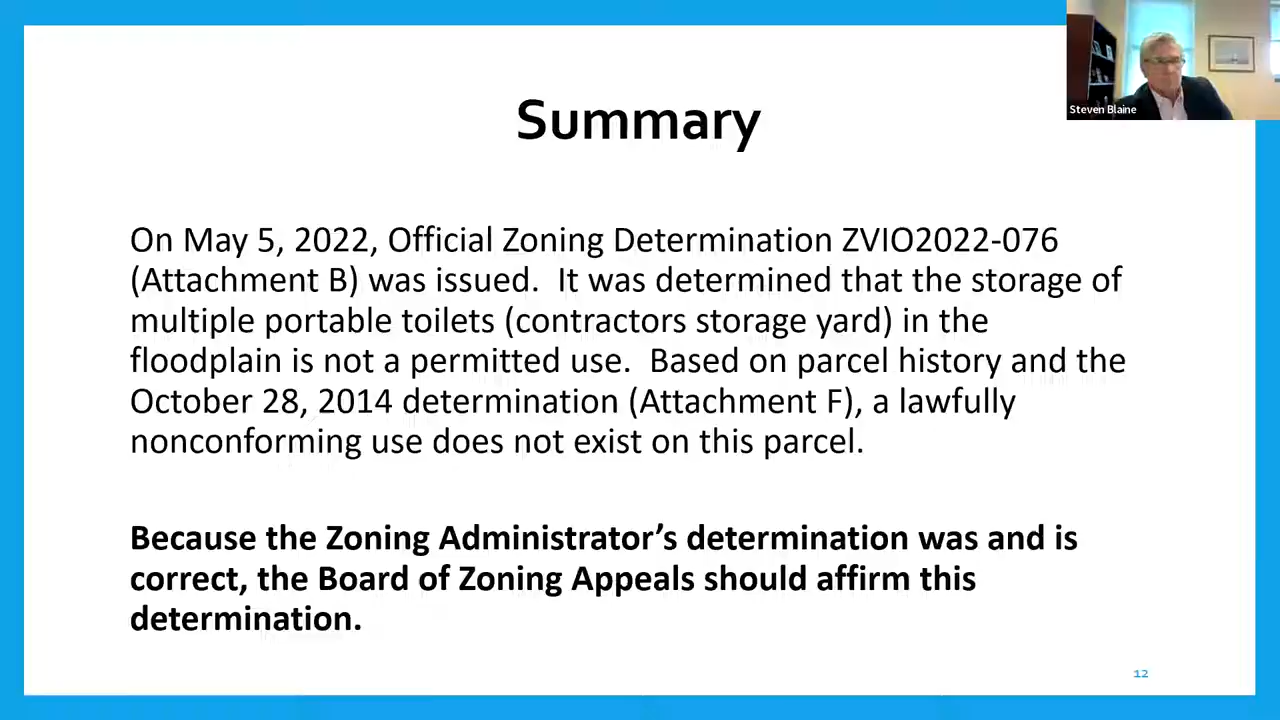 Steven Blaine
Summary
On May 5, 2022, Official Zoning Determination ZVIO2022-076
(Attachment B) was issued.  It was determined that the storage of
multiple portable toilets (contractors storage yard) in the
floodplain is not a permitted use.  Based on parcel history and the
October 28, 2014 determination (Attachment F), a lawfully
nonconforming use does not exist on this parcel.
Because the Zoning Administrator’s determination was and is
correct, the Board of Zoning Appeals should affirm this
determination.
12